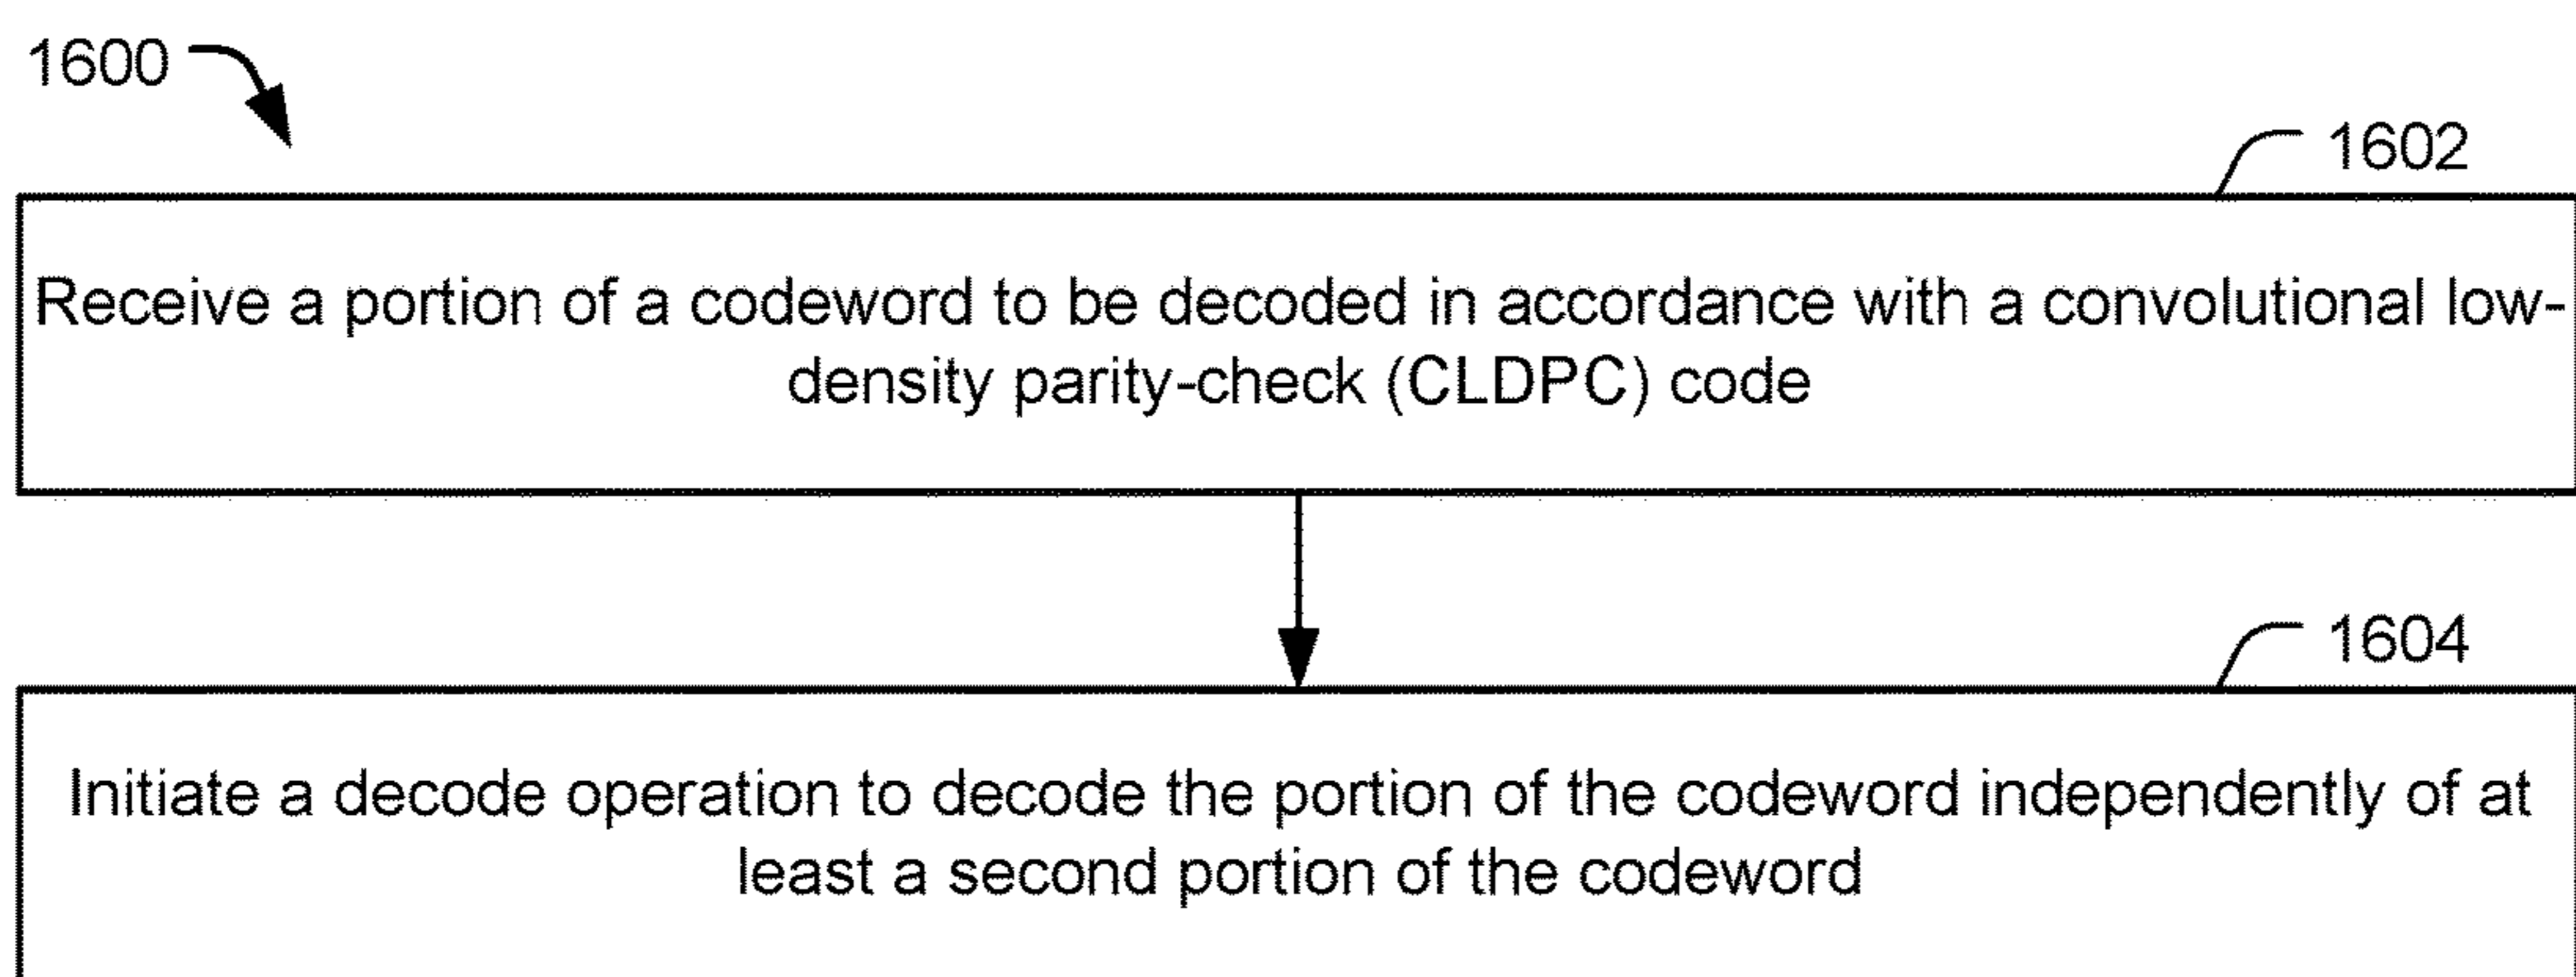 1600
1602
Receive a portion of a codeword to be decoded in accordance with a convolutional low-
density parity-check (CLDPC) code
1604
Initiate a decode operation to decode the portion of the codeword independently of at
least a second portion of the codeword